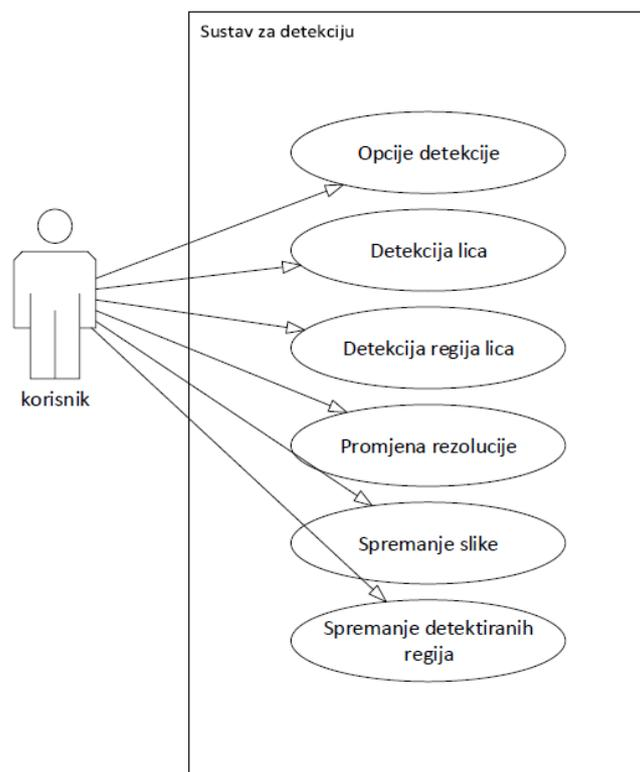 Sustav za detekciju
Opcije detekcije
Detekcija lica
Detekcija regija lica
korisnik
Promjena rezolucije
Spremanje slike
Spremanje detektiranih
regija